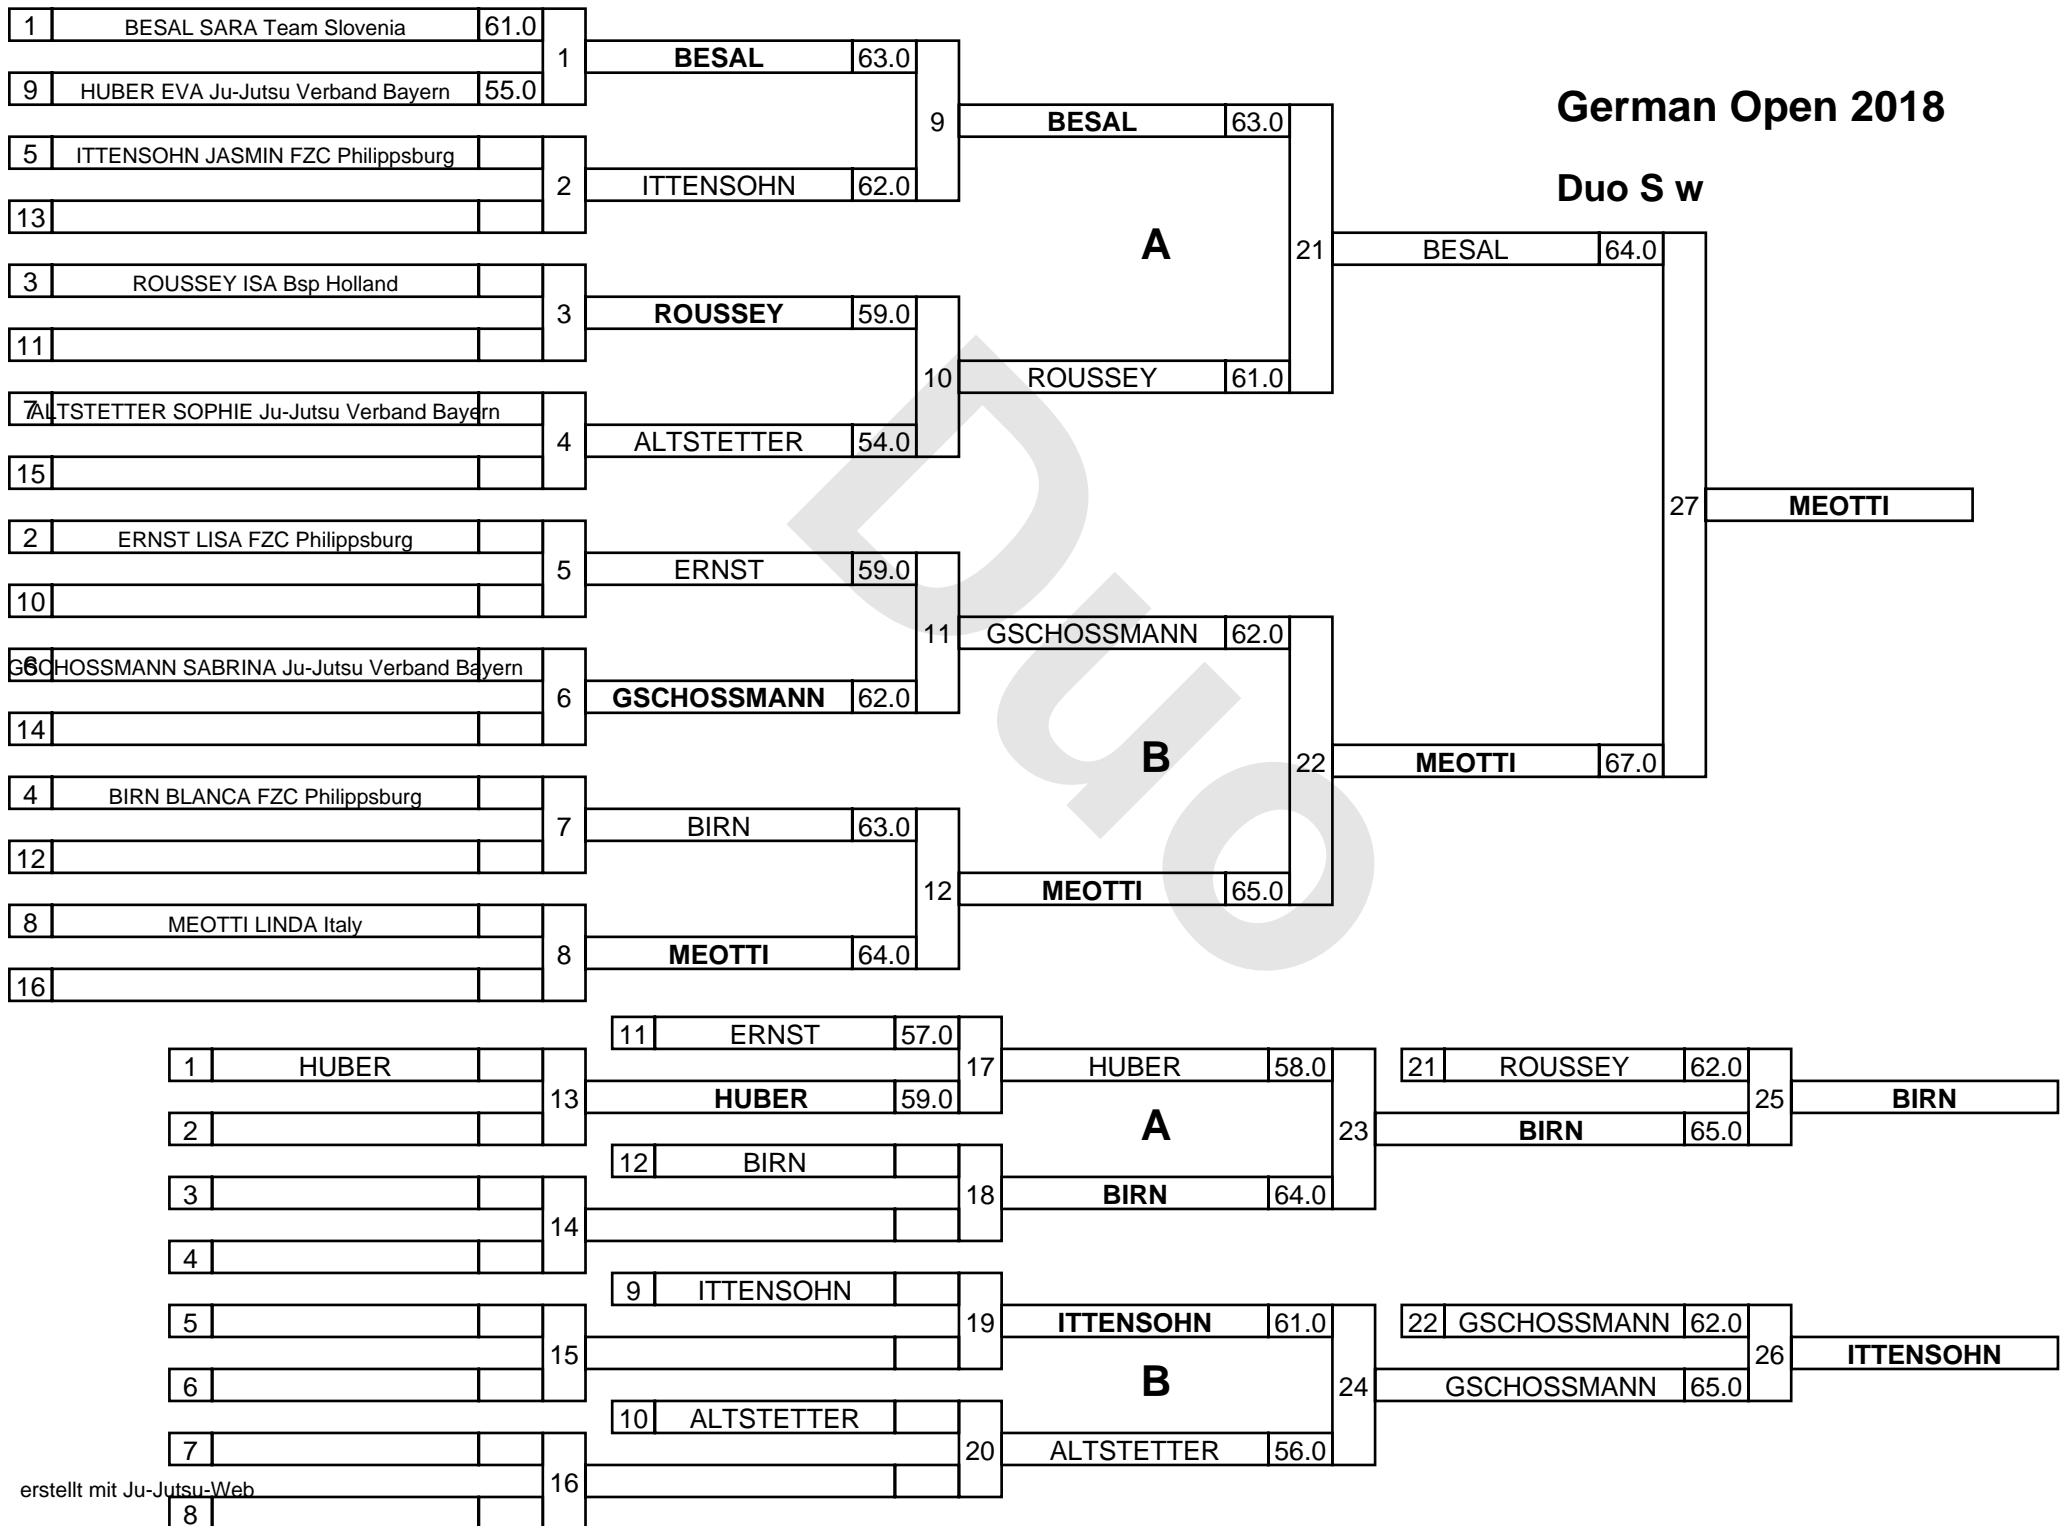 German Open 2018
Duo S w
1 BESAL SARA Team Slovenia 61.0
9 HUBER EVA Ju-Jutsu Verband Bayern 55.0
1
5 ITTENSOHN JASMIN FZC Philippsburg
13
2
3 ROUSSEY ISA Bsp Holland
11
3
7 ALTSTETTER SOPHIE Ju-Jutsu Verband Bayern
15
4
2 ERNST LISA FZC Philippsburg
10
5
6 GSCHOSSMANN SABRINA Ju-Jutsu Verband Bayern
14
6
4 BIRN BLANCA FZC Philippsburg
12
7
8 MEOTTI LINDA Italy
16
8
BESAL 63.0
ITTENSOHN 62.0
9
ROUSSEY 59.0
ALTSTETTER 54.0
10
ERNST 59.0
GSCHOSSMANN 62.0
11
BIRN 63.0
MEOTTI 64.0
12
BESAL 63.0
A
ROUSSEY 61.0
21
GSCHOSSMANN 62.0
B
MEOTTI 65.0
22
BESAL 64.0
MEOTTI 67.0
27
MEOTTI
Duo
1 HUBER
2
13
3
4
14
5
6
15
7
8
16
11 ERNST 57.0
HUBER 59.0
17
12 BIRN
18
9 ITTENSOHN
19
10 ALTSTETTER
20
HUBER 58.0
A
BIRN 64.0
23
ITTENSOHN 61.0
B
ALTSTETTER 56.0
24
21 ROUSSEY 62.0
BIRN 65.0
25
BIRN
22 GSCHOSSMANN 62.0
GSCHOSSMANN 65.0
26
ITTENSOHN
erstellt mit Ju-Jutsu-Web